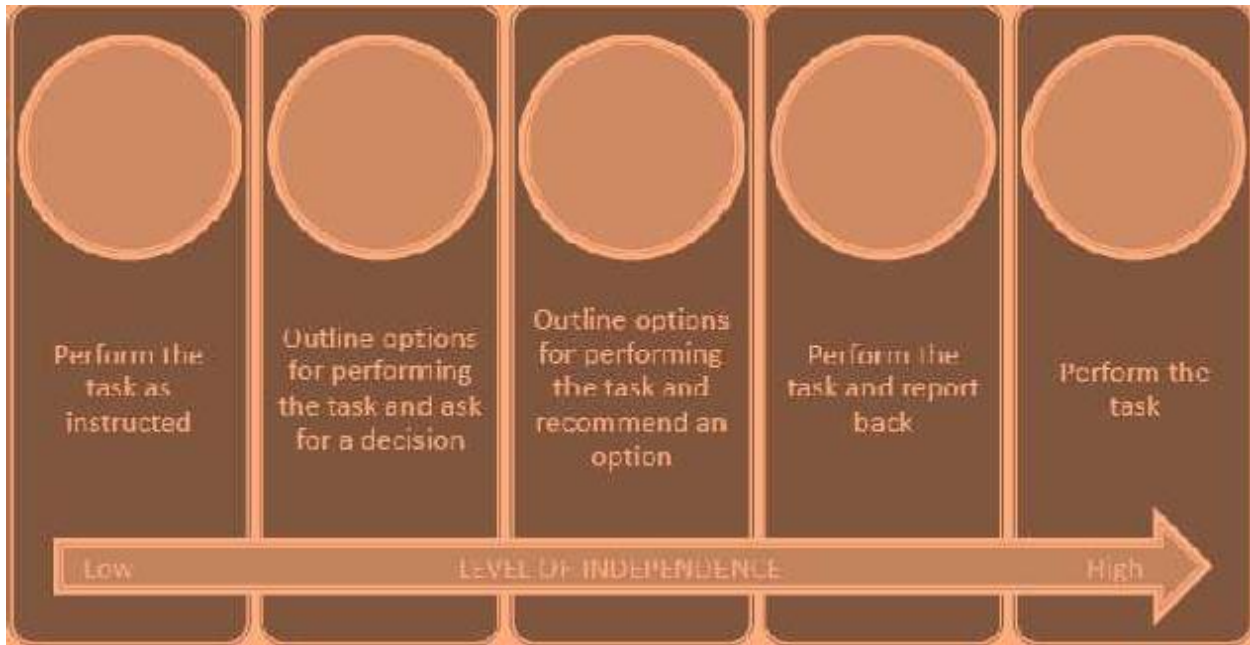 Perform the
task as
instructed
Outline options
for performing
the task and ask
for a decision
Outline options
for performing
the task and
recommend an
option
Perform the
task and report
back
Perform the
task
Low
LEVEL OF INDEPENDENCE
High